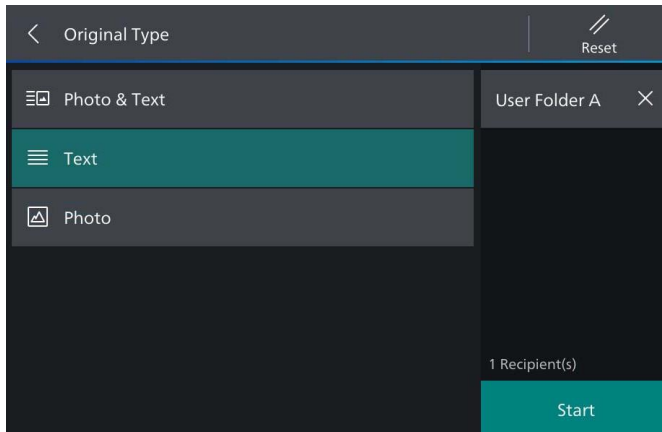 Original Type
Reset
Photo & Text
Text
Photo
User Folder A
1 Recipient(s)
Start